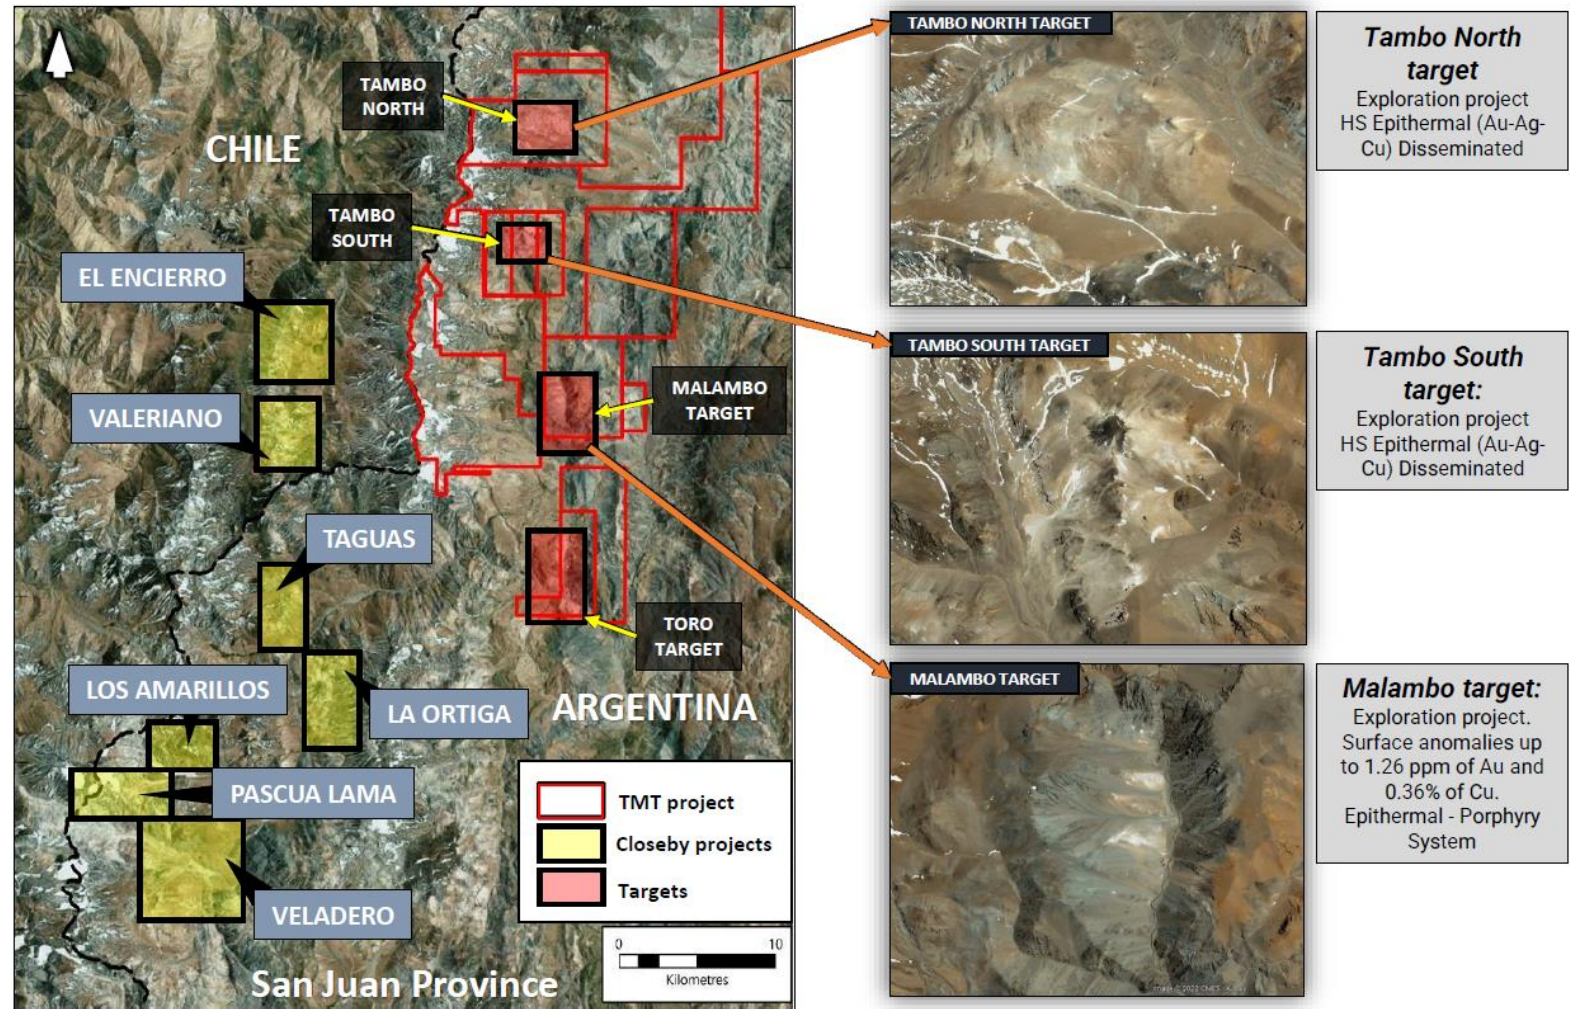 TAMBO
NORTH
CHILE
TAMBO
SOUTH
EL ENCIERRO
VALERIANO
MALAMBO
TARGET
TAGUAS
TORO
TARGET
LOS AMARILLOS
LA ORTIGA
ARGENTINA
PASCUA LAMA
VELADERO
San Juan Province
TMT project
Closeby projects
Targets
0 10
Kilometres
TAMBO NORTH TARGET
Tambo North
target
Exploration project
HS Epithermal (Au-Ag-
Cu) Disseminated
TAMBO SOUTH TARGET
Tambo South
target:
Exploration project
HS Epithermal (Au-Ag-
Cu) Disseminated
MALAMBO TARGET
Malambo target:
Exploration project.
Surface anomalies up
to 1.26 ppm of Au and
0.36% of Cu.
Epithermal - Porphyry
System